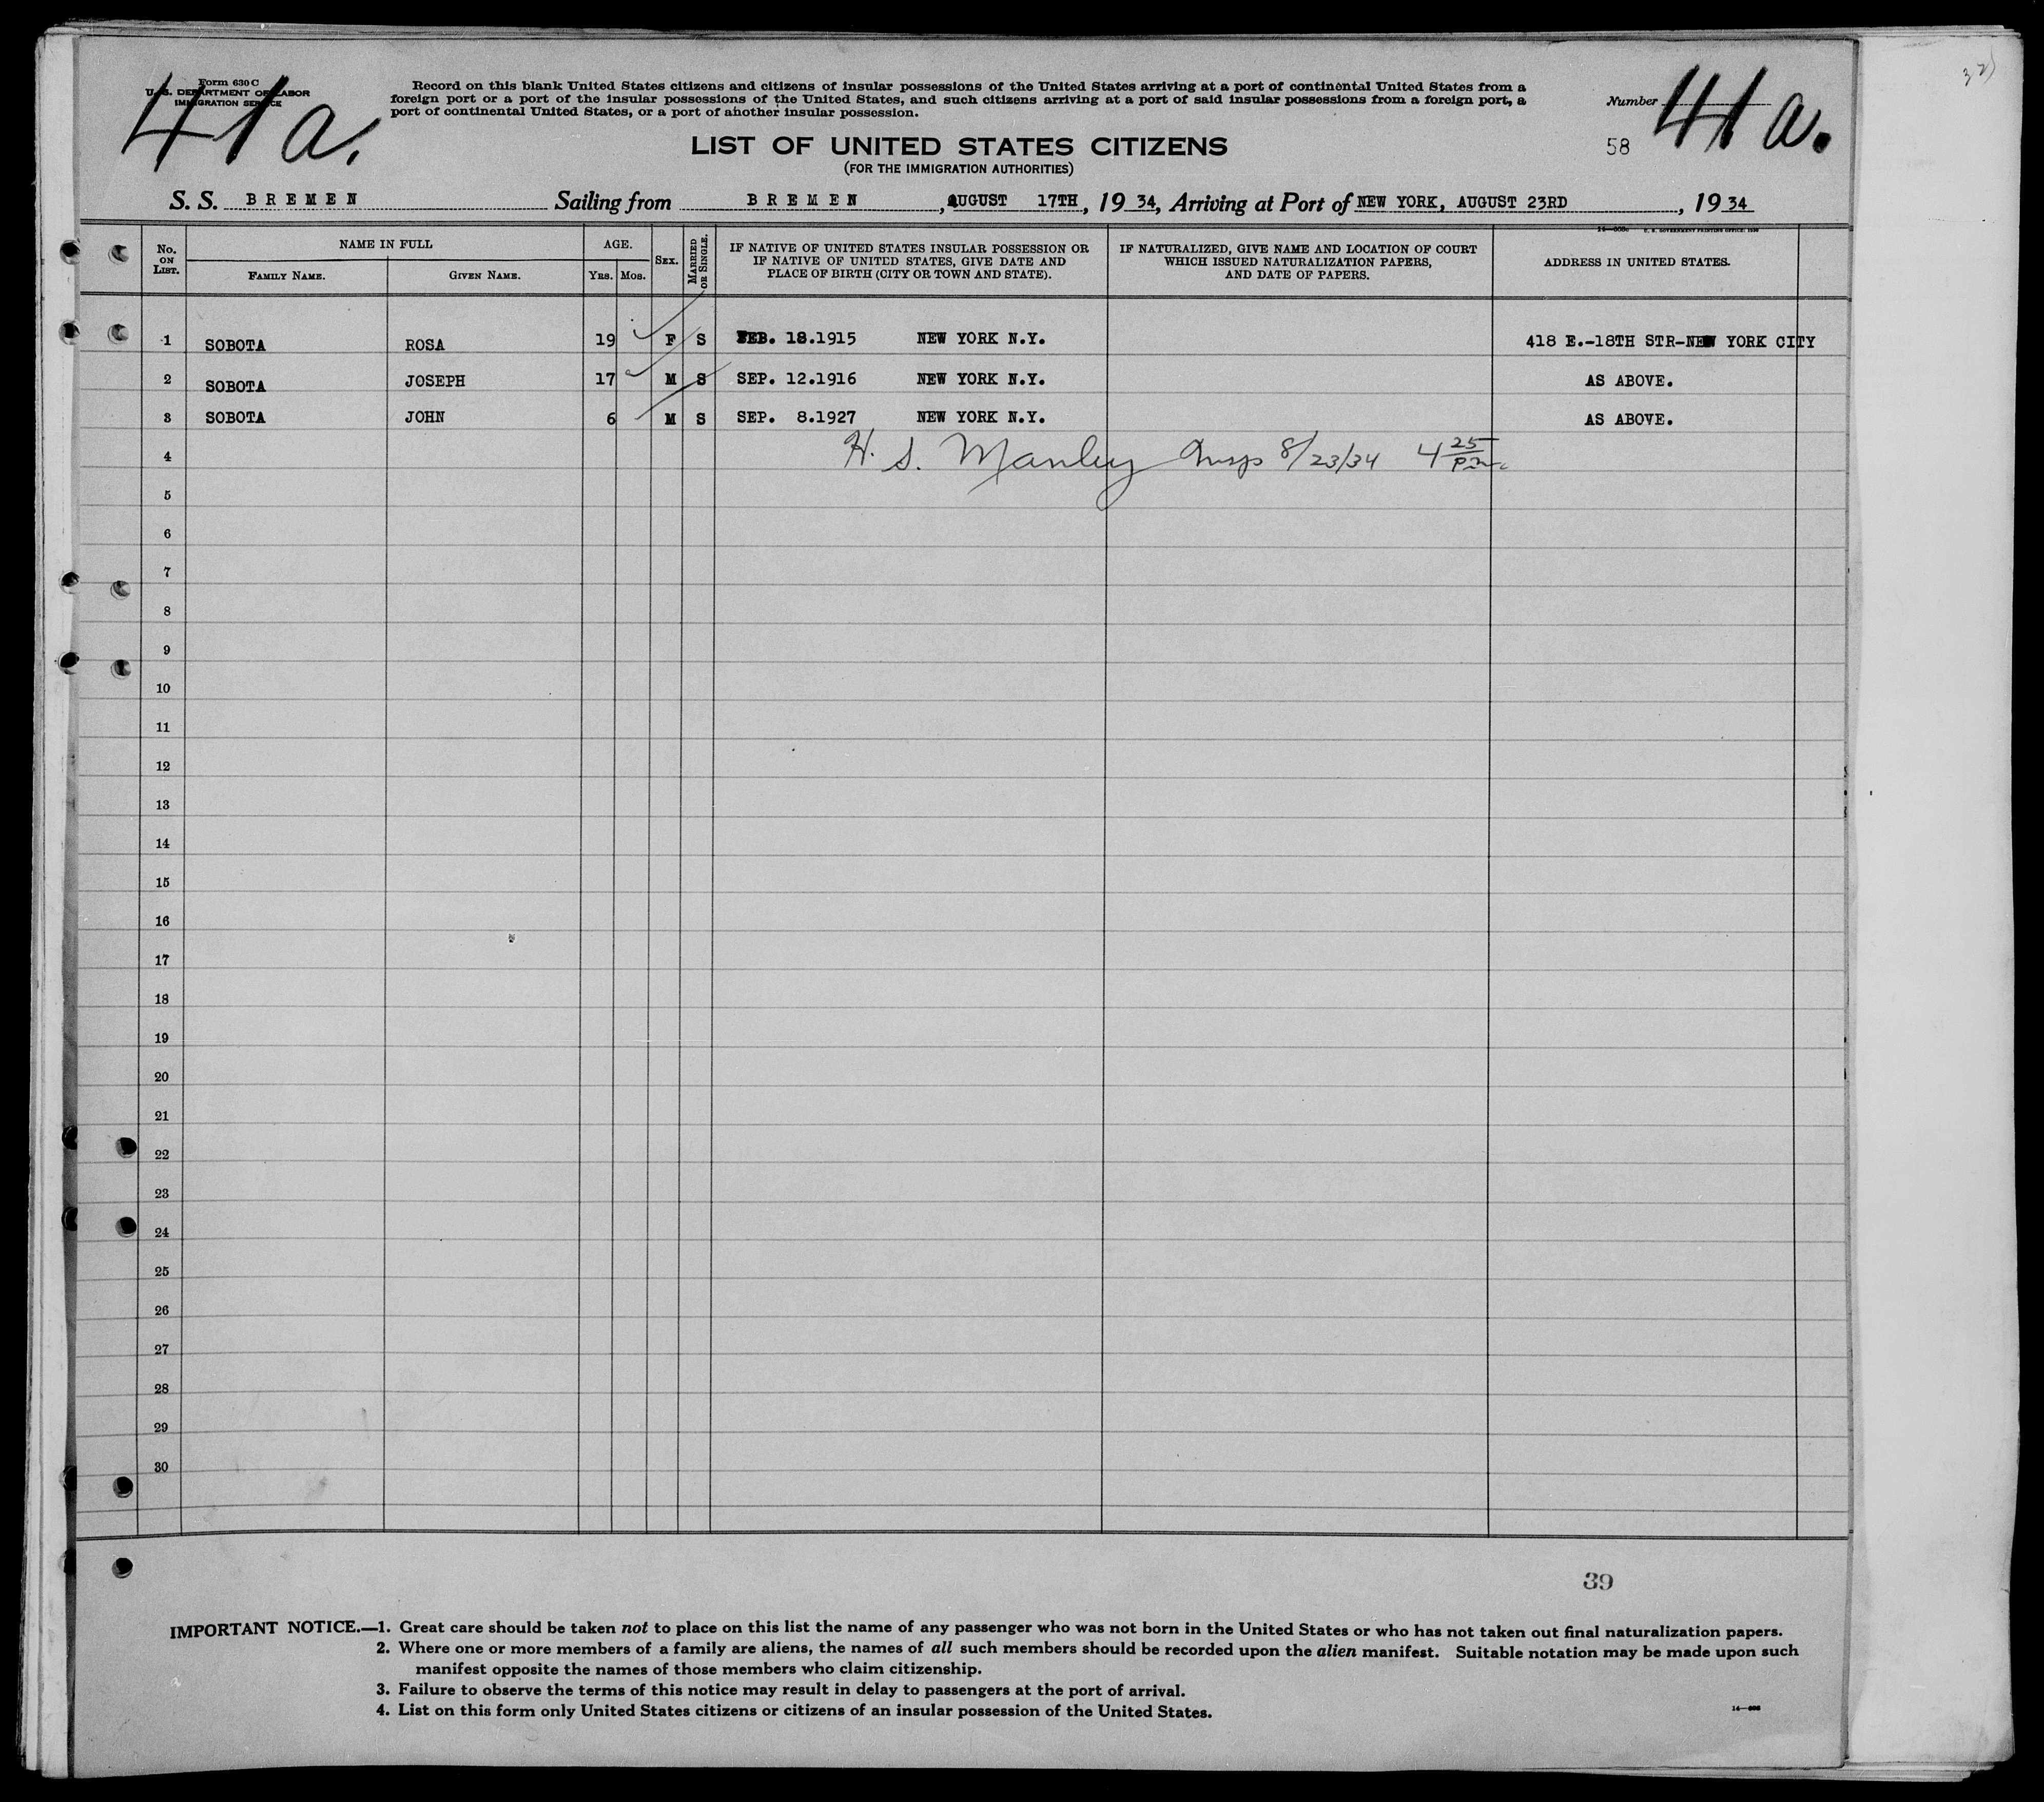 Form 630 C
U. S. DEPARTMENT OF LABOR
IMMIGRATION SERVICE
41 a.
Record on this blank United States citizens and citizens of insular possessions of the United States arriving at a port of continental United States from a
foreign port or a port of the insular possessions of the United States, and such citizens arriving at a port of said insular possessions from a foreign port, a
port of continental United States, or a port of another insular possession.
Number 41 a.
58
LIST OF UNITED STATES CITIZENS
(FOR THE IMMIGRATION AUTHORITIES)
S. S. BREMEN Sailing from BREMEN, AUGUST 17TH, 1934, Arriving at Port of NEW YORK, AUGUST 23RD, 1934
U. S. GOVERNMENT PRINTING OFFICE
No. ON LIST. NAME IN FULL FAMILY NAME. GIVEN NAME. AGE. YRS. MOS. SEX. MARRIED OR SINGLE. IF NATIVE OF UNITED STATES INSULAR POSSESSION OR IF NATIVE OF UNITED STATES, GIVE DATE AND PLACE OF BIRTH (CITY OR TOWN AND STATE). IF NATURALIZED, GIVE NAME AND LOCATION OF COURT WHICH ISSUED NATURALIZATION PAPERS, AND DATE OF PAPERS. ADDRESS IN UNITED STATES.
1 SOBOTA ROSA 19 F S FEB. 18.1915 NEW YORK N.Y. 418 E.-18TH STR-NEW YORK CITY
2 SOBOTA JOSEPH 17 M S SEP. 12.1916 NEW YORK N.Y. AS ABOVE.
3 SOBOTA JOHN 6 M S SEP. 8.1927 NEW YORK N.Y. AS ABOVE.
4 H. S. Manley Insp 8/23/34 4 25 pm
5
6
7
8
9
10
11
12
13
14
15
16
17
18
19
20
21
22
23
24
25
26
27
28
29
30
39
IMPORTANT NOTICE.—1. Great care should be taken not to place on this list the name of any passenger who was not born in the United States or who has not taken out final naturalization papers.
2. Where one or more members of a family are aliens, the names of all such members should be recorded upon the alien manifest. Suitable notation may be made upon such
manifest opposite the names of those members who claim citizenship.
3. Failure to observe the terms of this notice may result in delay to passengers at the port of arrival.
4. List on this form only United States citizens or citizens of an insular possession of the United States.